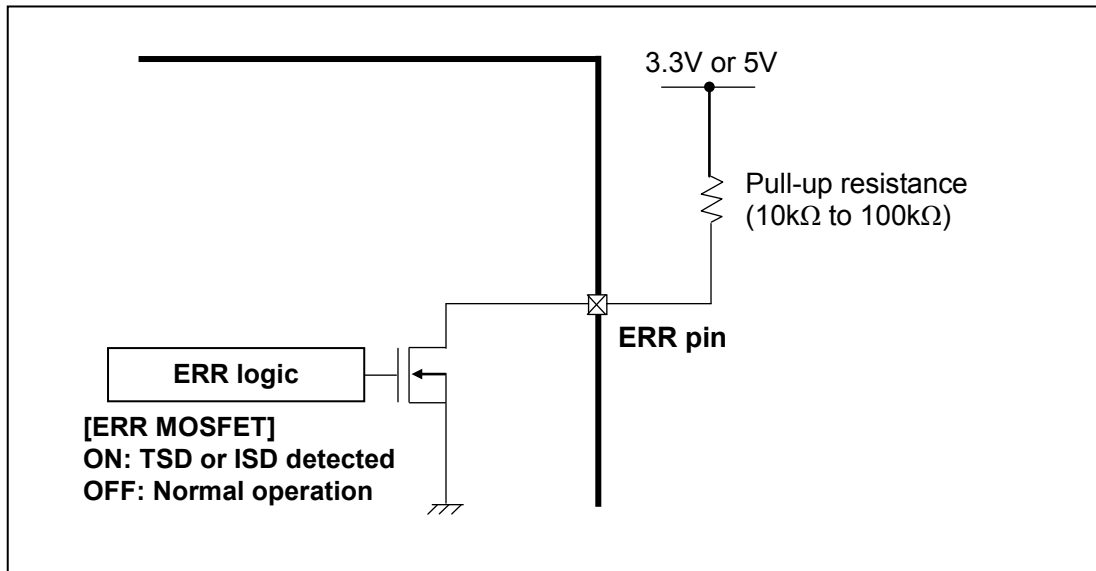 3.3V or 5V
Pull-up resistance
(10kΩ to 100kΩ)
ERR pin
ERR logic
[ERR MOSFET]
ON: TSD or ISD detected
OFF: Normal operation